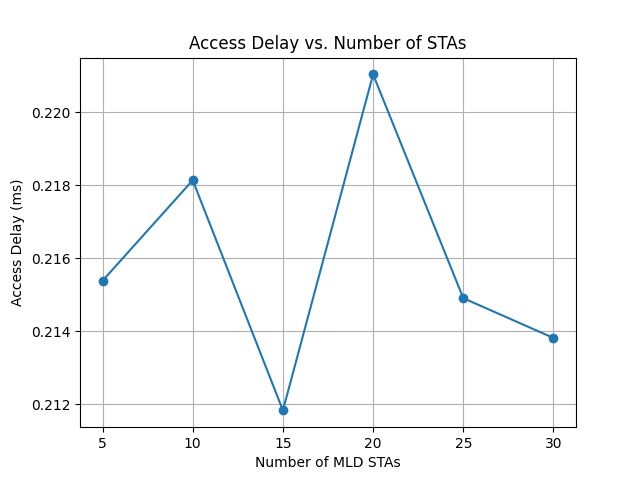 Access Delay vs. Number of STAs
Access Delay (ms)
0.220
0.218
0.216
0.214
0.212
5 10 15 20 25 30
Number of MLD STAs